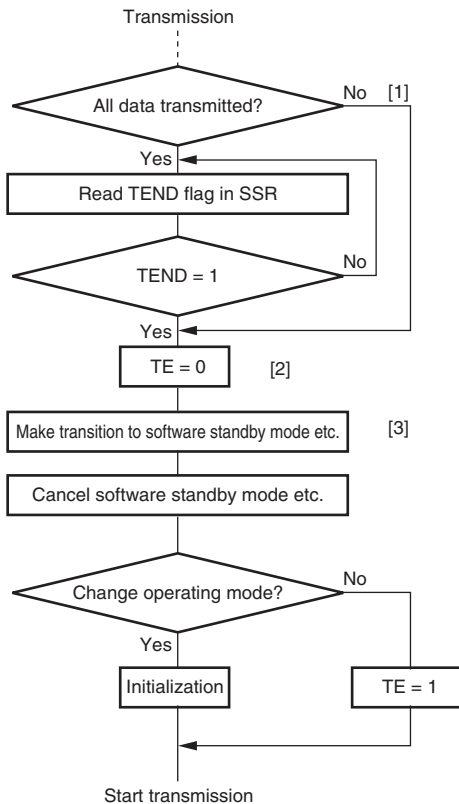 Transmission
All data transmitted?
No [1]
Yes
Read TEND flag in SSR
TEND = 1
No
Yes
TE = 0
[2]
Make transition to software standby mode etc.
[3]
Cancel software standby mode etc.
Change operating mode?
No
Yes
Initialization
TE = 1
Start transmission